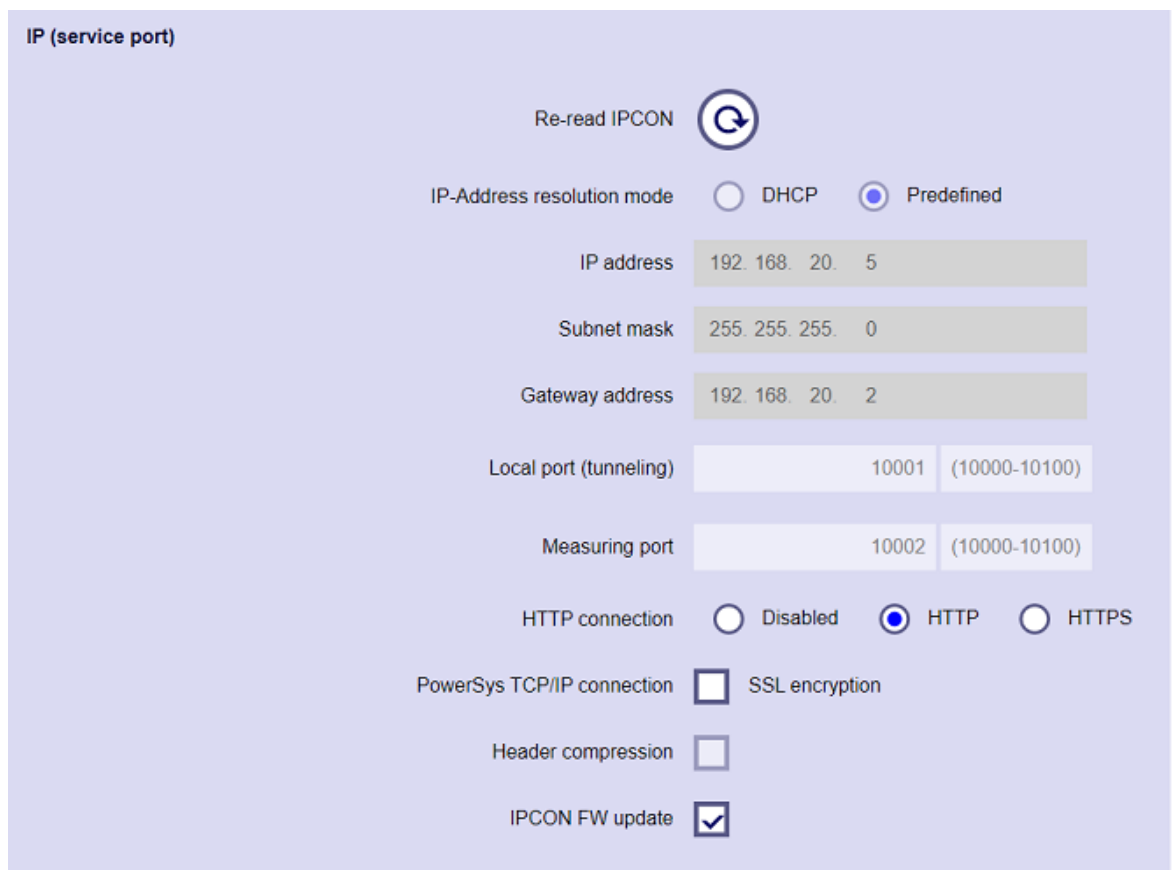 IP (service port)
Re-read IPCON
IP-Address resolution mode DHCP Predefined
IP address 192. 168. 20. 5
Subnet mask 255. 255. 255. 0
Gateway address 192. 168. 20. 2
Local port (tunneling) 10001 (10000-10100)
Measuring port 10002 (10000-10100)
HTTP connection Disabled HTTP HTTPS
PowerSys TCP/IP connection SSL encryption
Header compression
IPCON FW update